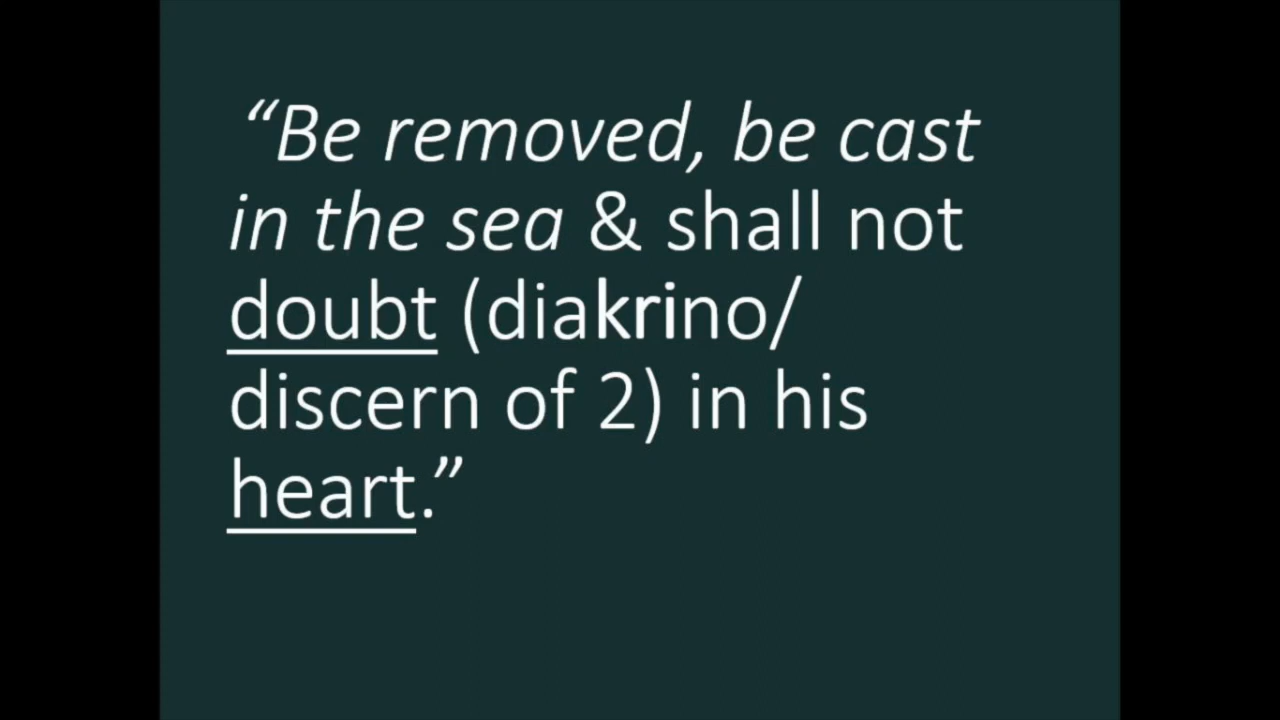 “Be removed, be cast
in the sea & shall not
doubt (diakrino/
discern of 2) in his
heart.”